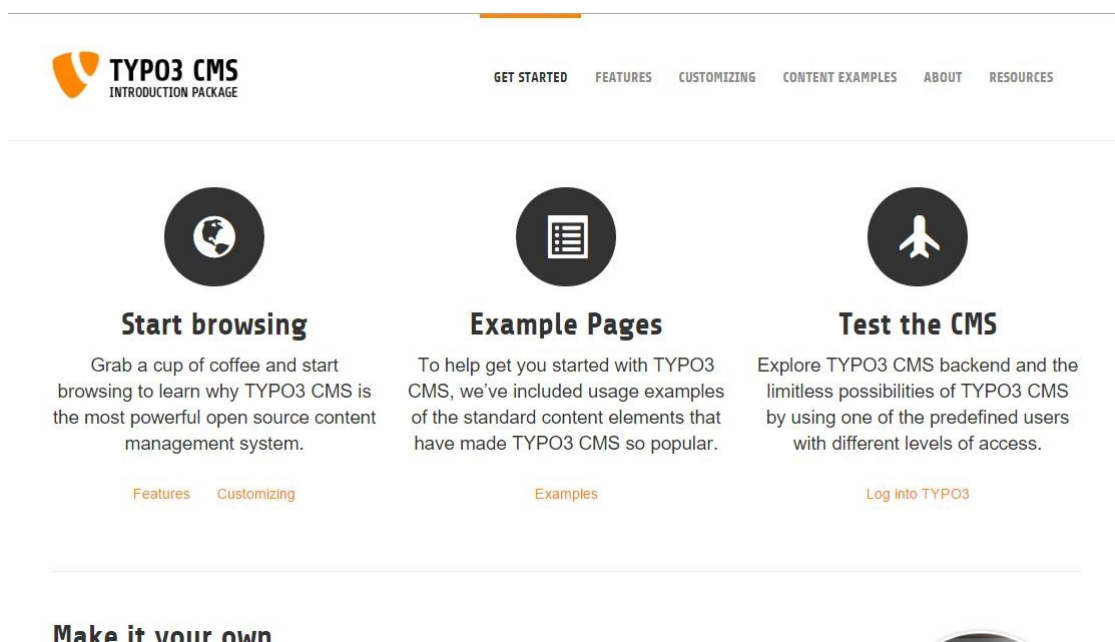 TYPO3 CMS
INTRODUCTION PACKAGE
GET STARTED FEATURES CUSTOMIZING CONTENT EXAMPLES ABOUT RESOURCES
Start browsing
Grab a cup of coffee and start
browsing to learn why TYPO3 CMS is
the most powerful open source content
management system.
Features Customizing
Example Pages
To help get you started with TYPO3
CMS, we've included usage examples
of the standard content elements that
have made TYPO3 CMS so popular.
Examples
Test the CMS
Explore TYPO3 CMS backend and the
limitless possibilities of TYPO3 CMS
by using one of the predefined users
with different levels of access.
Log into TYPO3
Make it your own